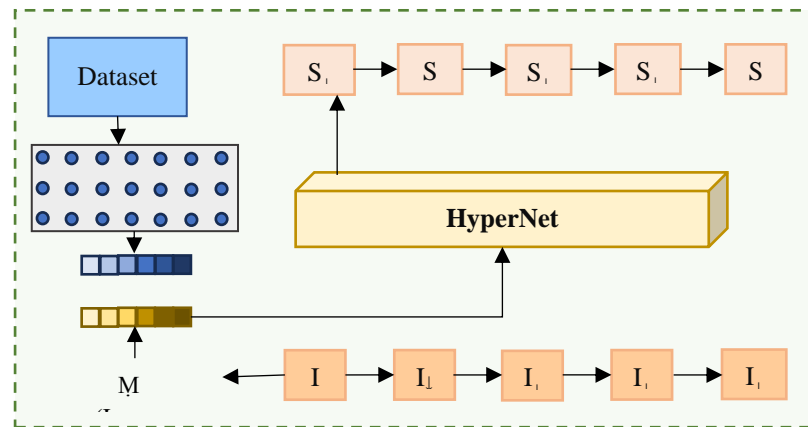 Dataset
S S S S S
HyperNet
I I I I I
M